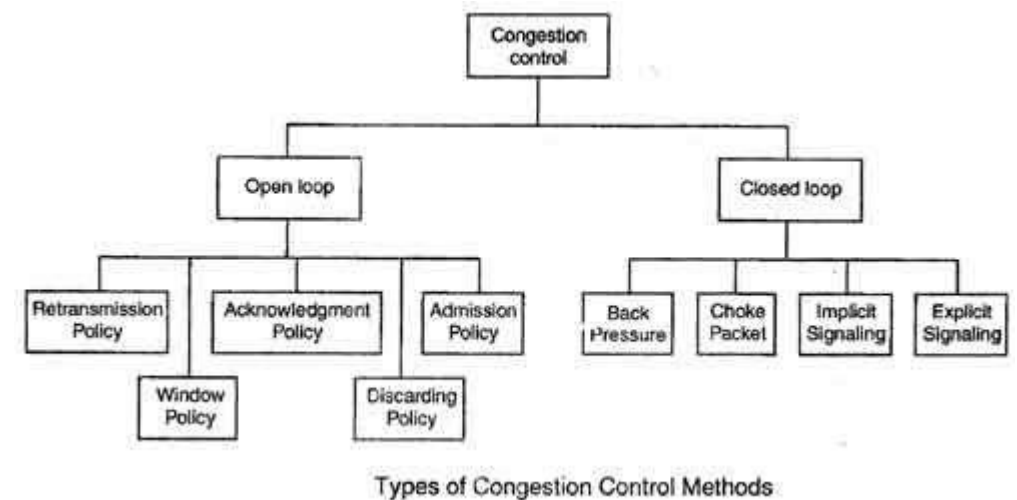 Congestion
control
Open loop
Closed loop
Retransmission
Policy
Acknowledgment
Policy
Admission
Policy
Back
Pressure
Choke
Packet
Implicit
Signaling
Explicit
Signaling
Window
Policy
Discarding
Policy
Types of Congestion Control Methods